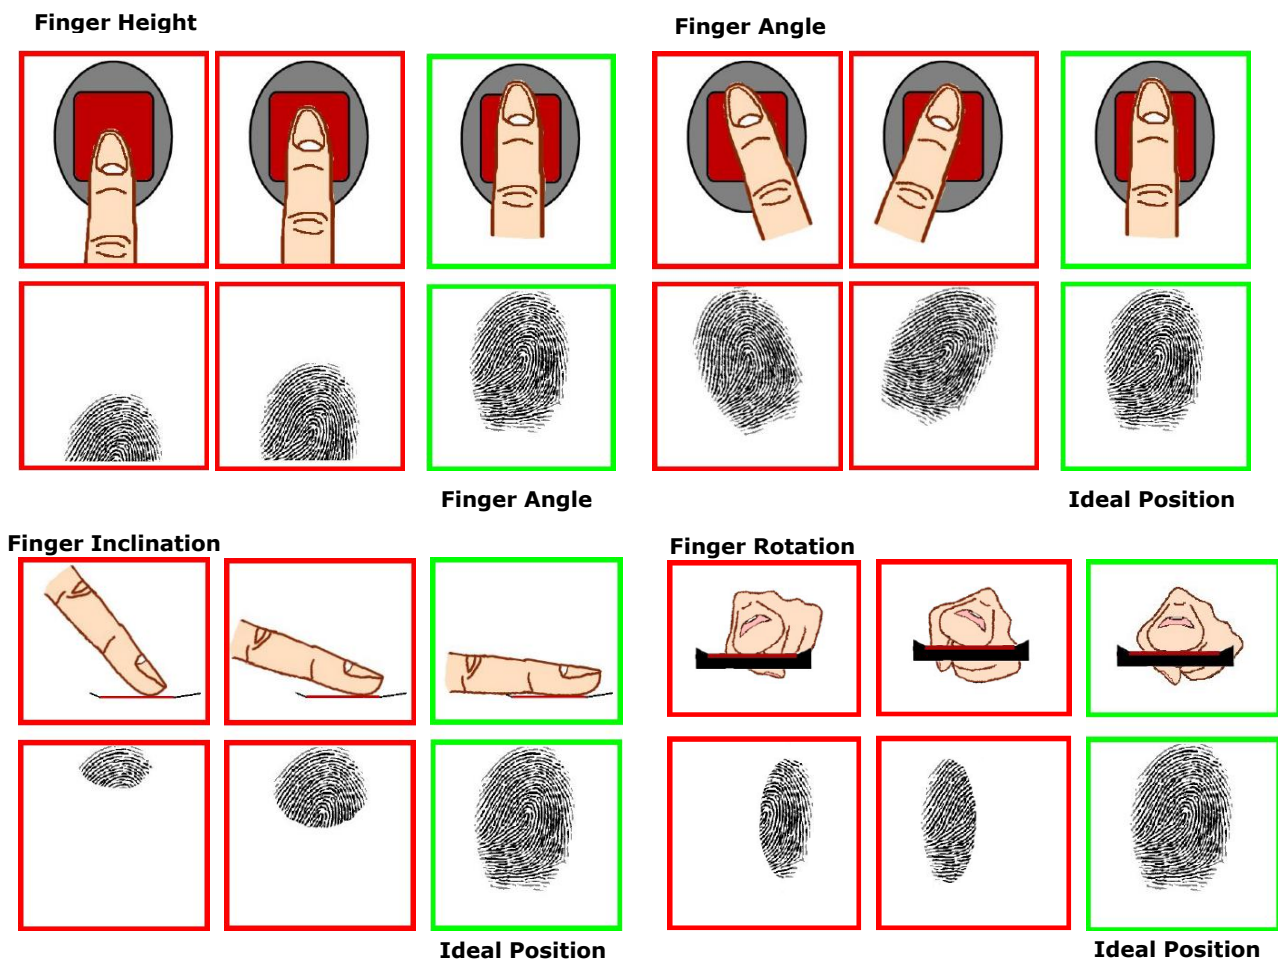 Finger Height
Finger Angle
Finger Angle
Ideal Position
Finger Inclination
Finger Rotation
Ideal Position
Ideal Position